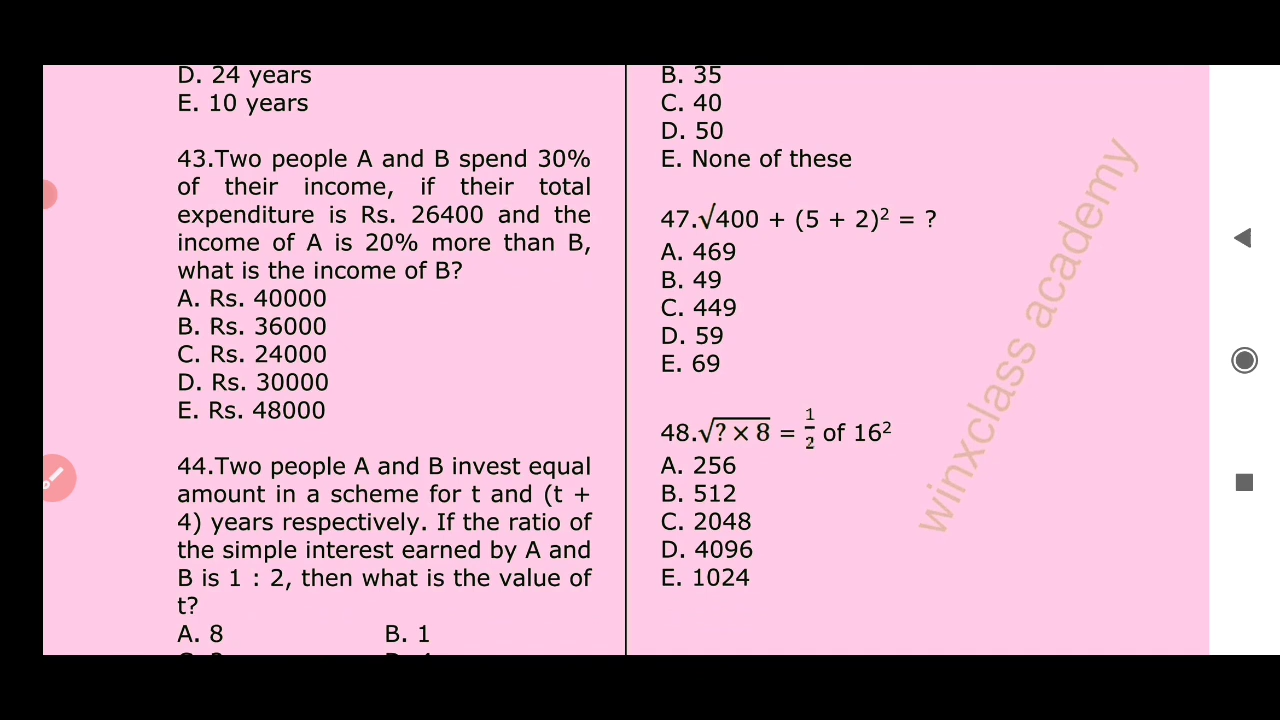 D. 24 years
E. 10 years
43.Two people A and B spend 30%
of their income, if their total
expenditure is Rs. 26400 and the
income of A is 20% more than B,
what is the income of B?
A. Rs. 40000
B. Rs. 36000
C. Rs. 24000
D. Rs. 30000
E. Rs. 48000
44.Two people A and B invest equal
amount in a scheme for t and (t +
4) years respectively. If the ratio of
the simple interest earned by A and
B is 1 : 2, then what is the value of
t?
A. 8 B. 1
B. 35
C. 40
D. 50
E. None of these
47.√400 + (5 + 2)² = ?
A. 469
B. 49
C. 449
D. 59
E. 69
48.√? × 8 = 1/2 of 16²
A. 256
B. 512
C. 2048
D. 4096
E. 1024
winxclass academy